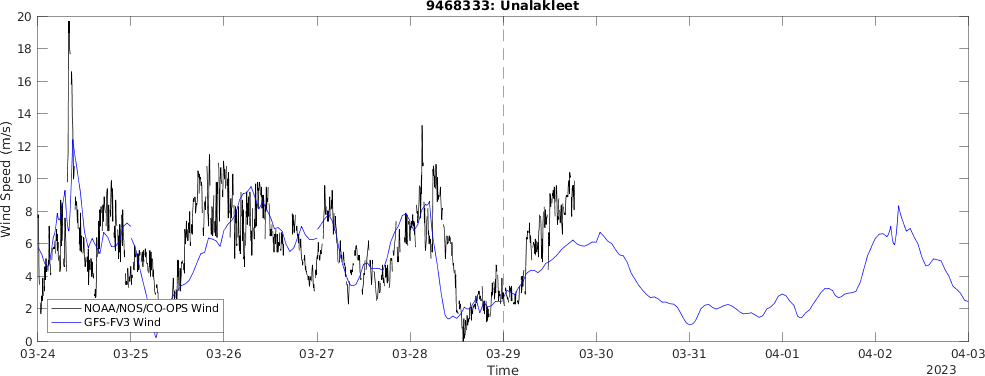 9468333: Unalakleet
Wind Speed (m/s)
20
18
16
14
12
10
8
6
4
2
0
NOAA/NOS/CO-OPS Wind
GFS-FV3 Wind
03-24 03-25 03-26 03-27 03-28 03-29 03-30 03-31 04-01 04-02 04-03
Time
2023